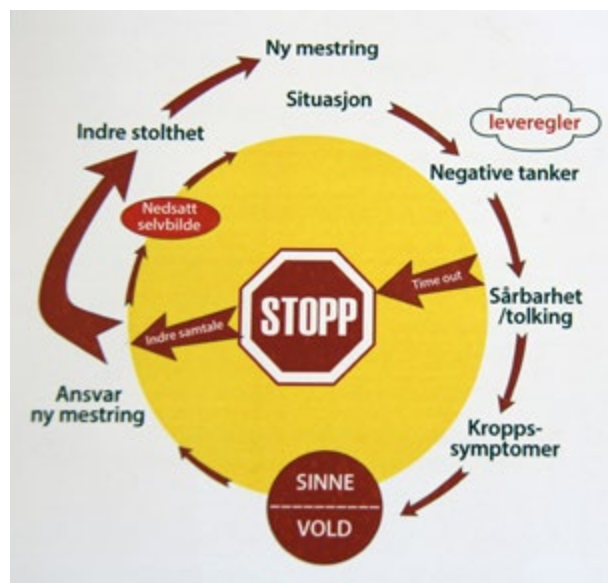 Ny mestring
Situasjon
leveregler
Indre stolthet
Negative tanker
Nedsatt
selvbilde
Time out
Sårbarhet
/tolking
STOPP
Indre samtale
Ansvar
ny mestring
Kropps-
symptomer
SINNE
VOLD